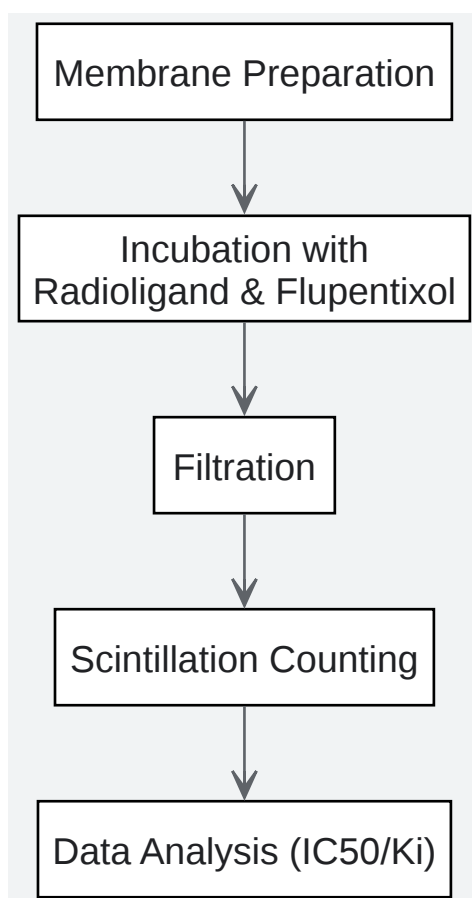 Membrane Preparation
Incubation with
Radioligand & Flupentixol
Filtration
Scintillation Counting
Data Analysis (IC50/Ki)